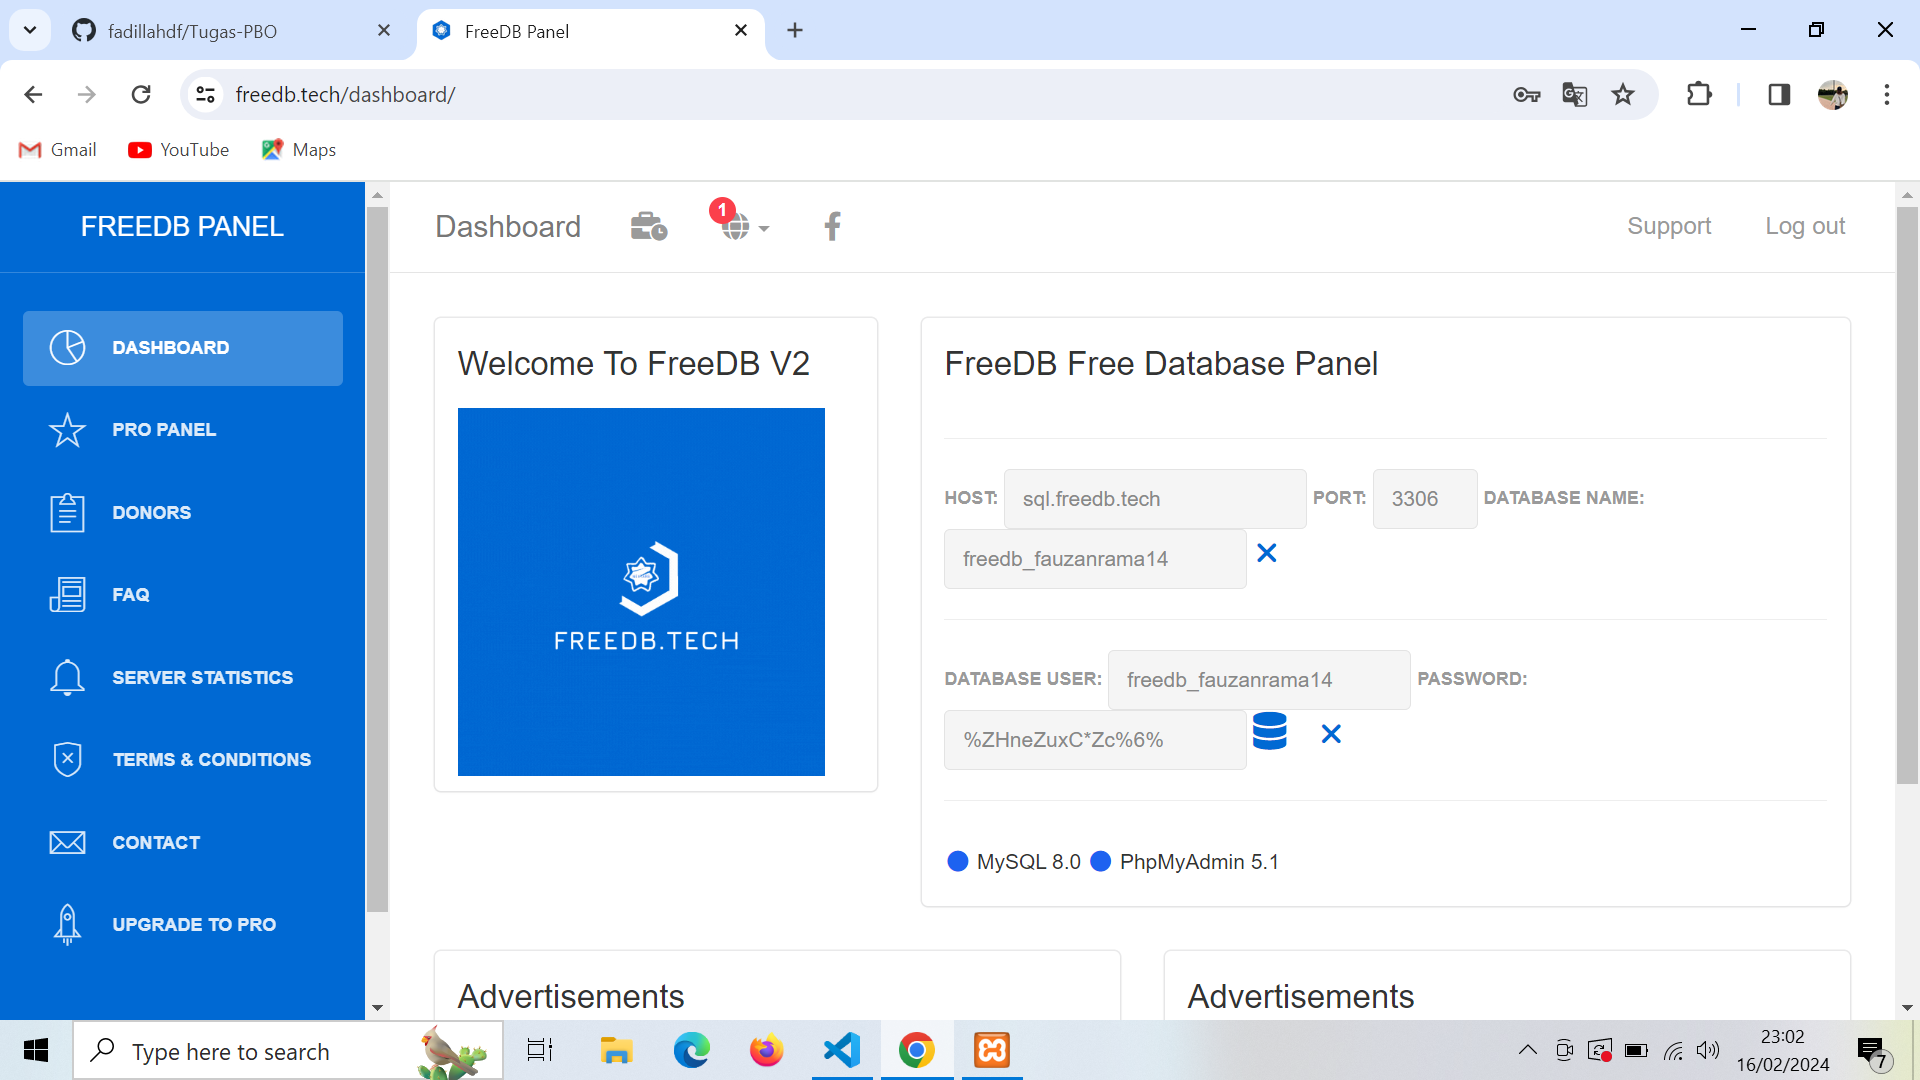 fadillahdf/Tugas-PBO
FreeDB Panel
freedb.tech/dashboard/
Gmail
YouTube
Maps
FREEDB PANEL
Dashboard
1
Support
Log out
DASHBOARD
PRO PANEL
DONORS
FAQ
SERVER STATISTICS
TERMS & CONDITIONS
CONTACT
UPGRADE TO PRO
Welcome To FreeDB V2
FREEDB.TECH
FreeDB Free Database Panel
HOST: sql.freedb.tech PORT: 3306 DATABASE NAME:
freedb_fauzanrama14
DATABASE USER: freedb_fauzanrama14 PASSWORD:
%ZHneZuxC*Zc%6%
MySQL 8.0 PhpMyAdmin 5.1
Advertisements
Advertisements
Type here to search
23:02
16/02/2024
7